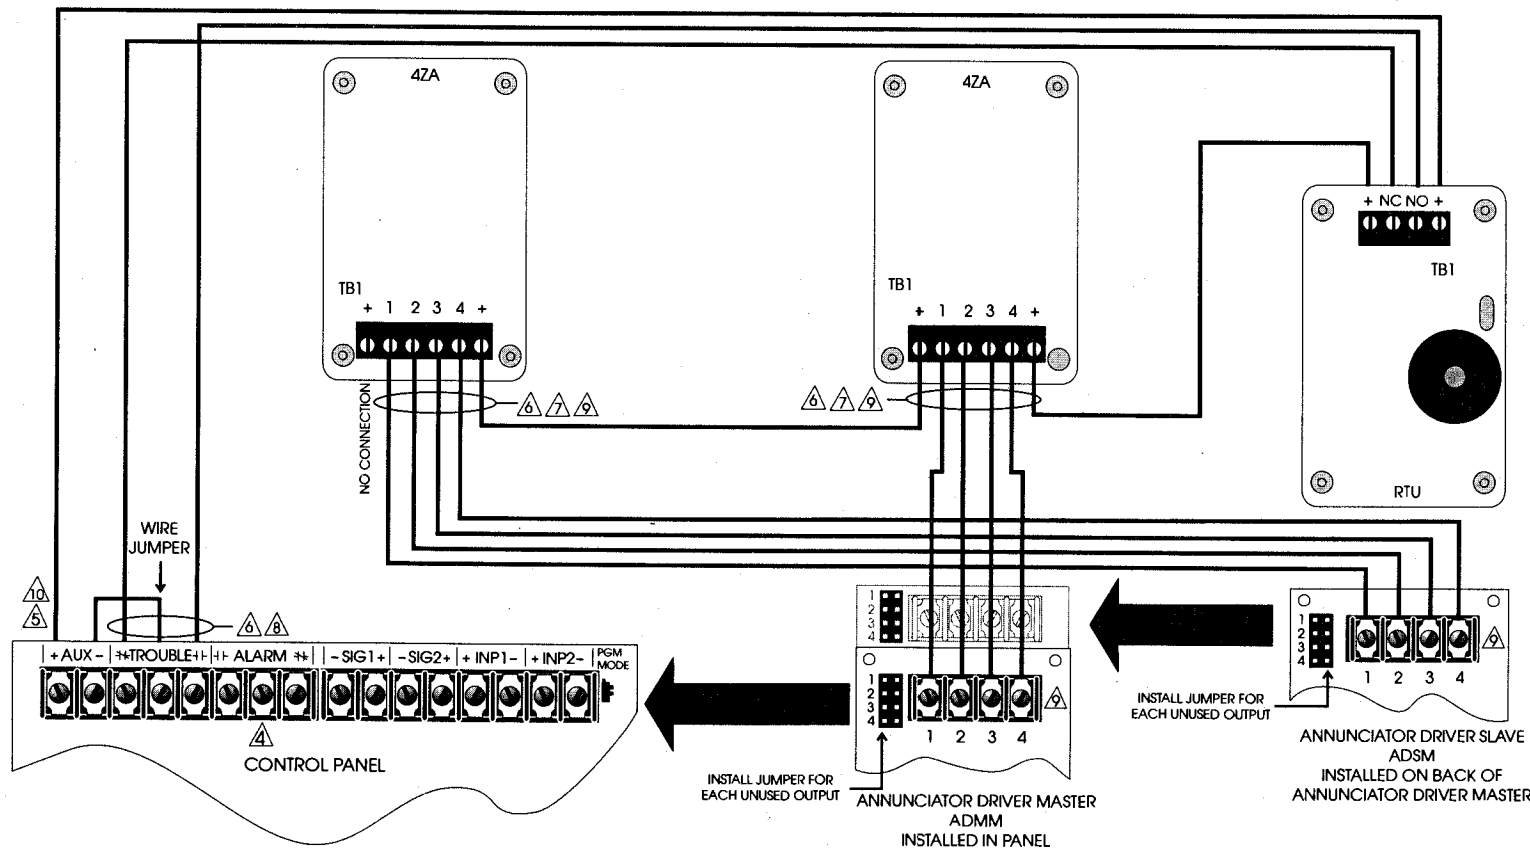 4ZA
4ZA
+ NC NO +
TB1
RTU
TB1
+ 1 2 3 4 +
TB1
+ 1 2 3 4 +
NO CONNECTION
6 7 9
6 7 9
WIRE
JUMPER
10
5
6 8
+ AUX -
TROUBLE
ALARM
- SIG1 +
- SIG2 +
+ INP1 -
+ INP2 -
PGM
MODE
4
CONTROL PANEL
1
2
3
4
1
2
3
4
9
1 2 3 4
INSTALL JUMPER FOR
EACH UNUSED OUTPUT
ANNUNCIATOR DRIVER MASTER
ADMM
INSTALLED IN PANEL
1
2
3
4
9
1 2 3 4
INSTALL JUMPER FOR
EACH UNUSED OUTPUT
ANNUNCIATOR DRIVER SLAVE
ADSM
INSTALLED ON BACK OF
ANNUNCIATOR DRIVER MASTER